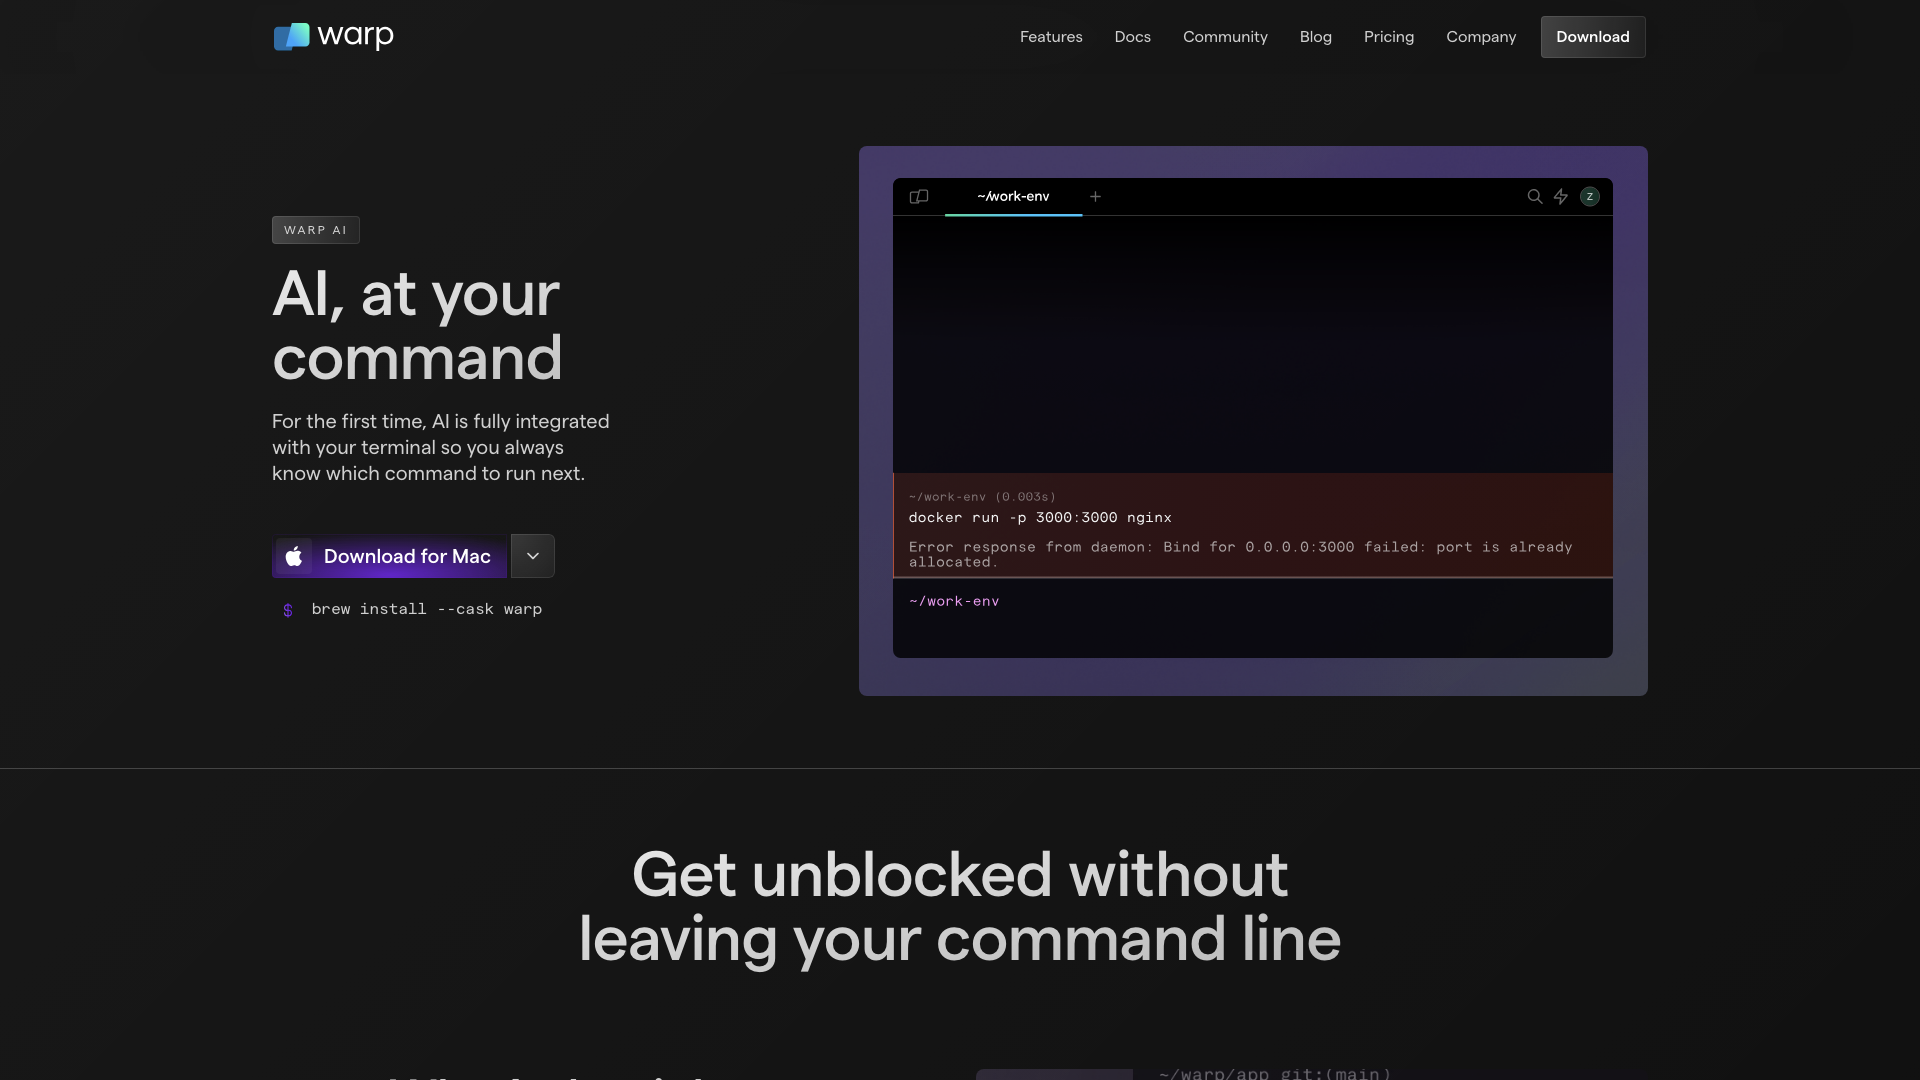 warp
Features
Docs
Community
Blog
Pricing
Company
Download
WARP AI
AI, at your
command
For the first time, AI is fully integrated
with your terminal so you always
know which command to run next.
Download for Mac
$ brew install --cask warp
~/work-env
Z
~/work-env (0.003s)
docker run -p 3000:3000 nginx
Error response from daemon: Bind for 0.0.0.0:3000 failed: port is already
allocated.
~/work-env
Get unblocked without
leaving your command line
~/warp/app git:(main)